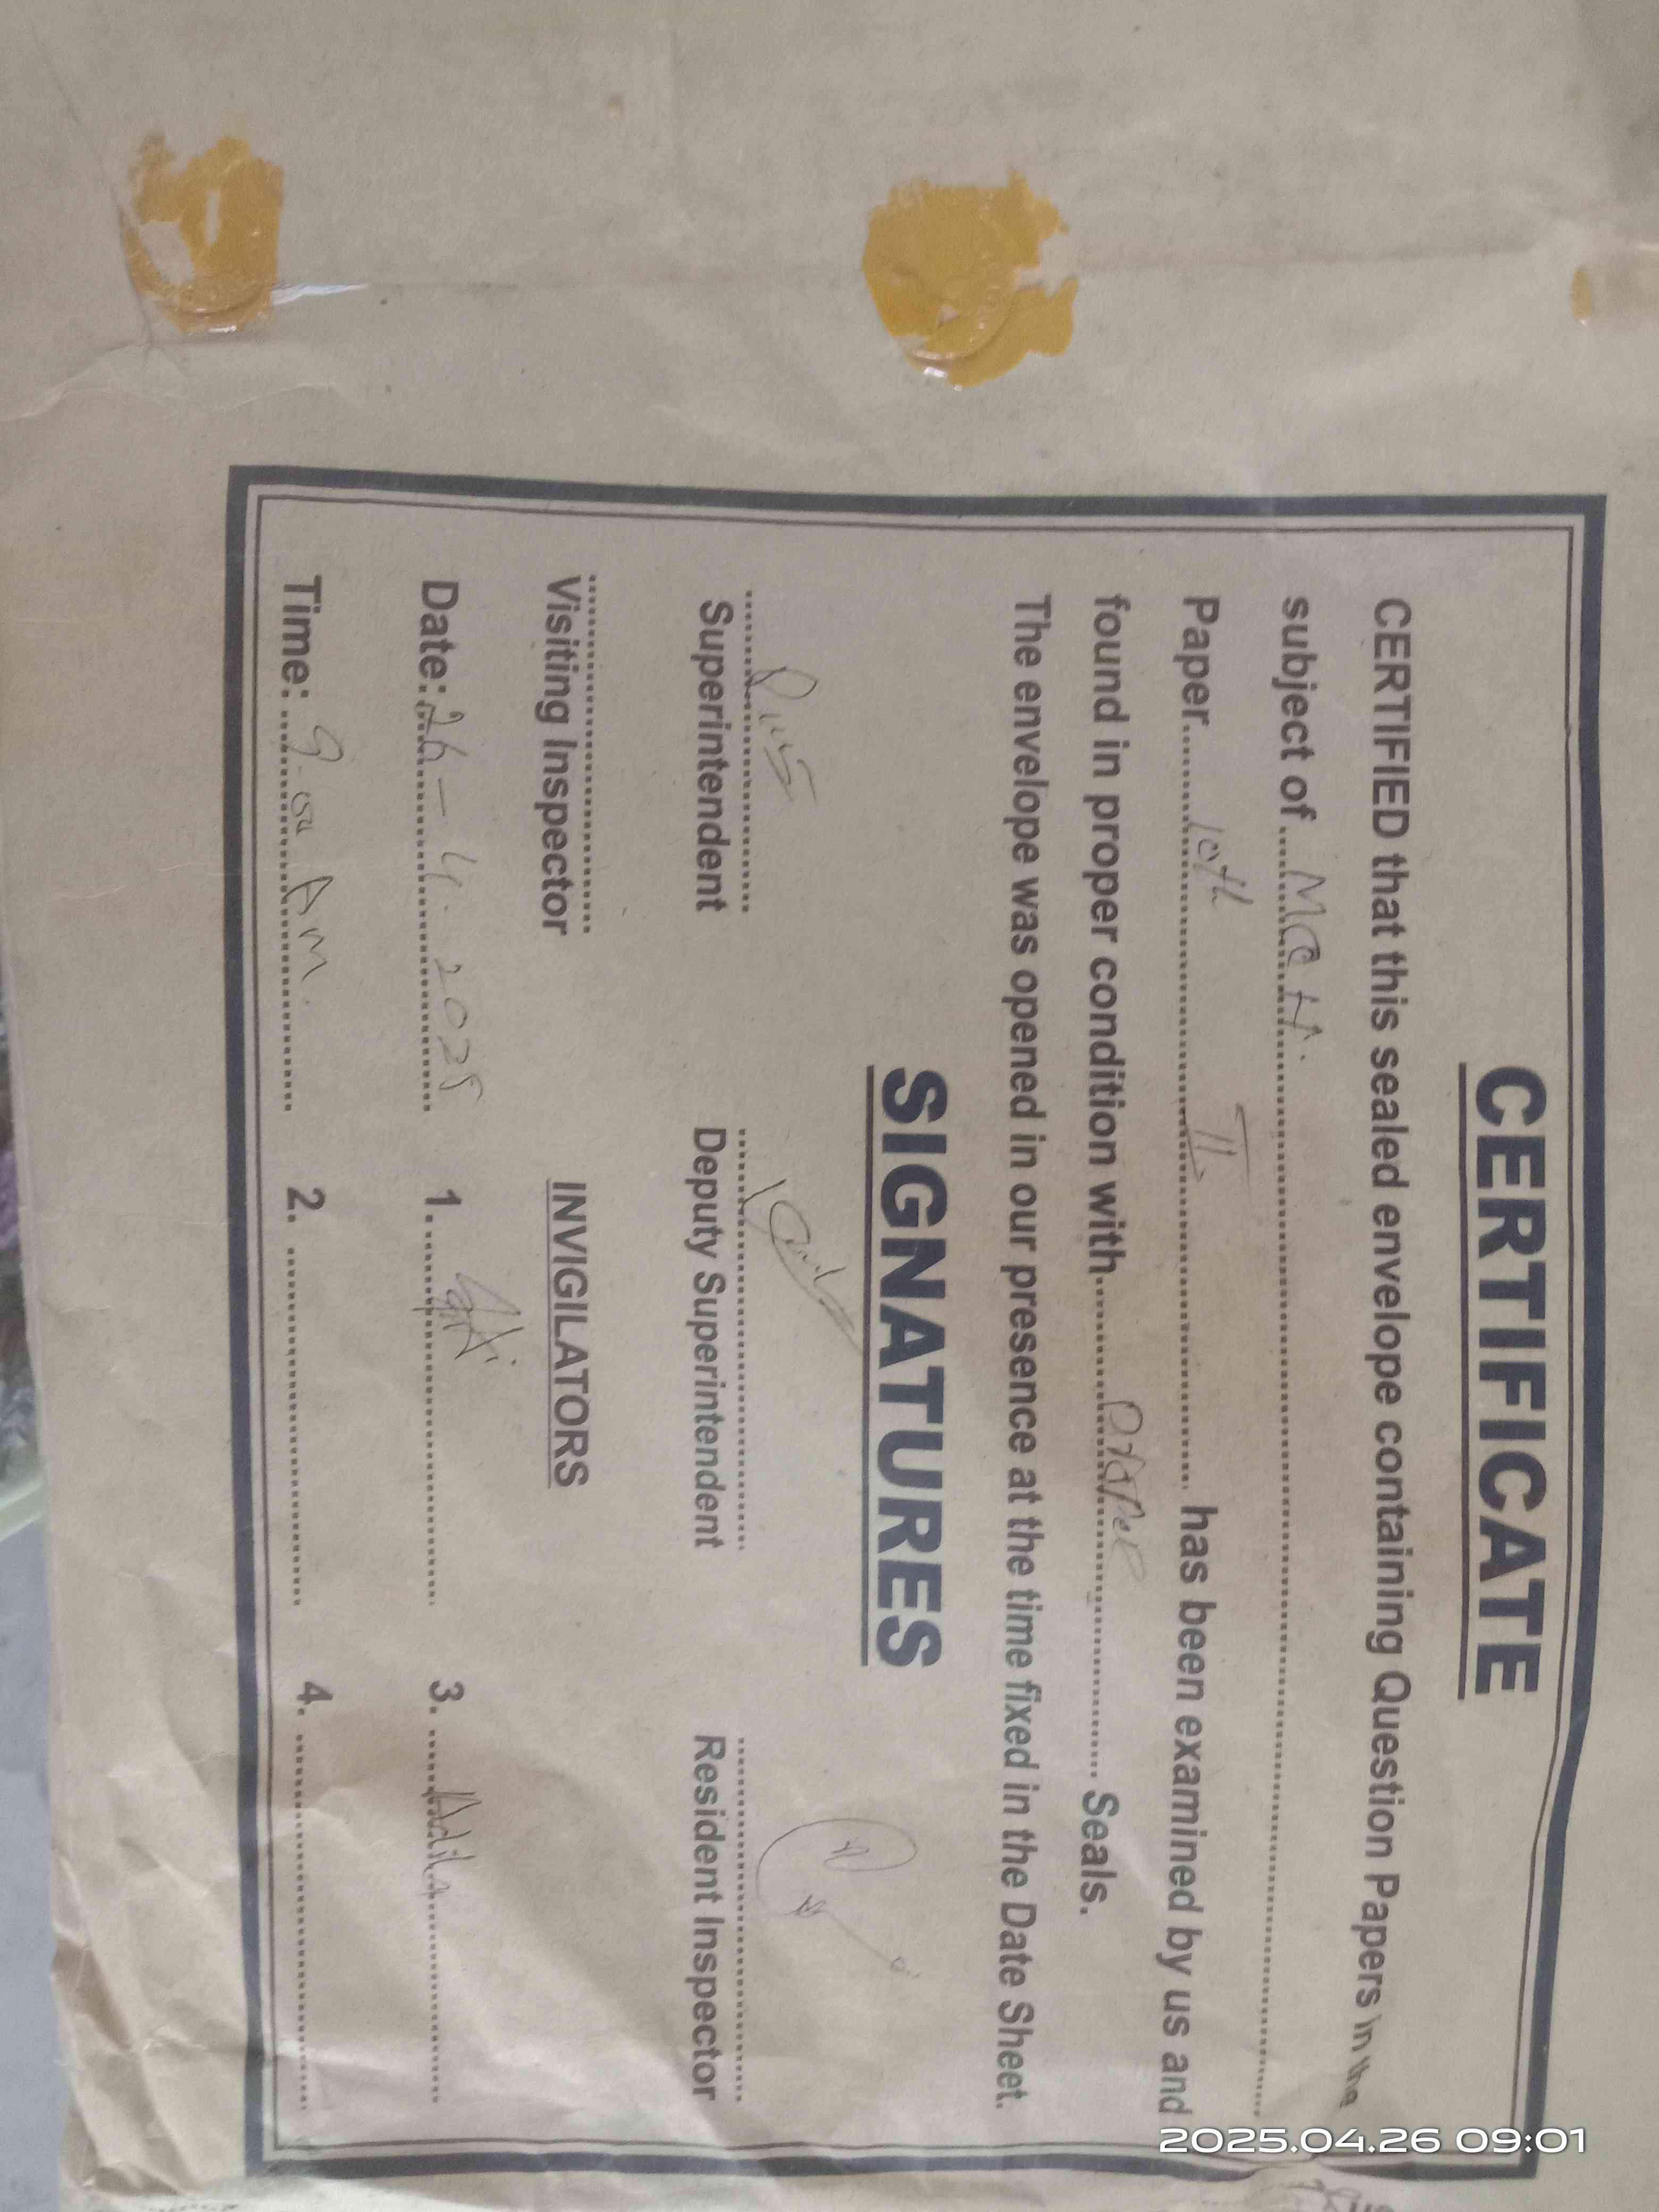 CERTIFICATE
CERTIFIED that this sealed envelope containing Question Papers in the
subject of.. Math. ........
Paper........ 10th ........ II ........ has been examined by us and
found in proper condition with........ ........ Seals.
The envelope was opened in our presence at the time fixed in the Date Sheet.
SIGNATURES
Superintendent Deputy Superintendent Resident Inspector
Visiting Inspector INVIGILATORS
Date: 26-4-2025 1. ........ 3. ........ Adila ........
Time: 9.00 AM. 2. ........ 4. ........
2025.04.26 09:01